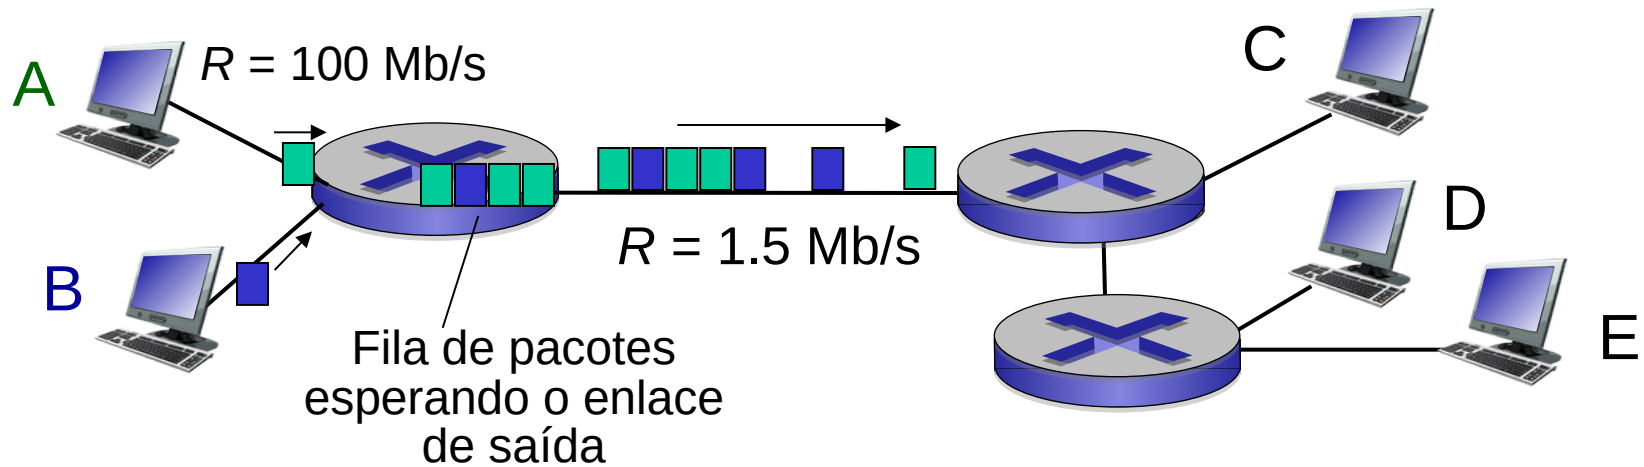 A
R = 100 Mb/s
C
B
R = 1.5 Mb/s
D
E
Fila de pacotes
esperando o enlace
de saída